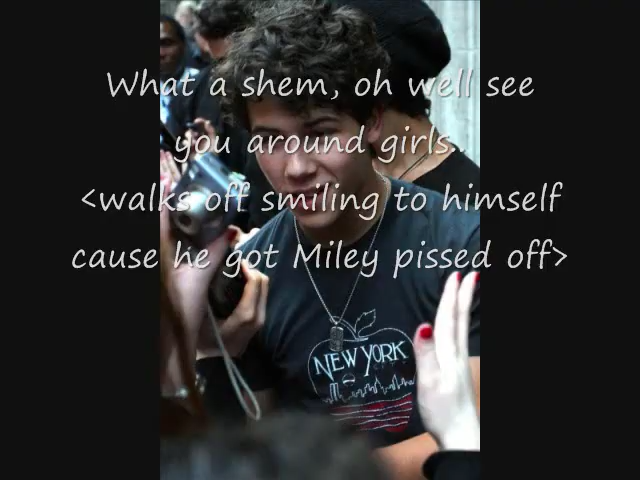 What a shem, oh well see
you around girls..
<walks off smiling to himself
cause he got Miley pissed off>
NEW YORK